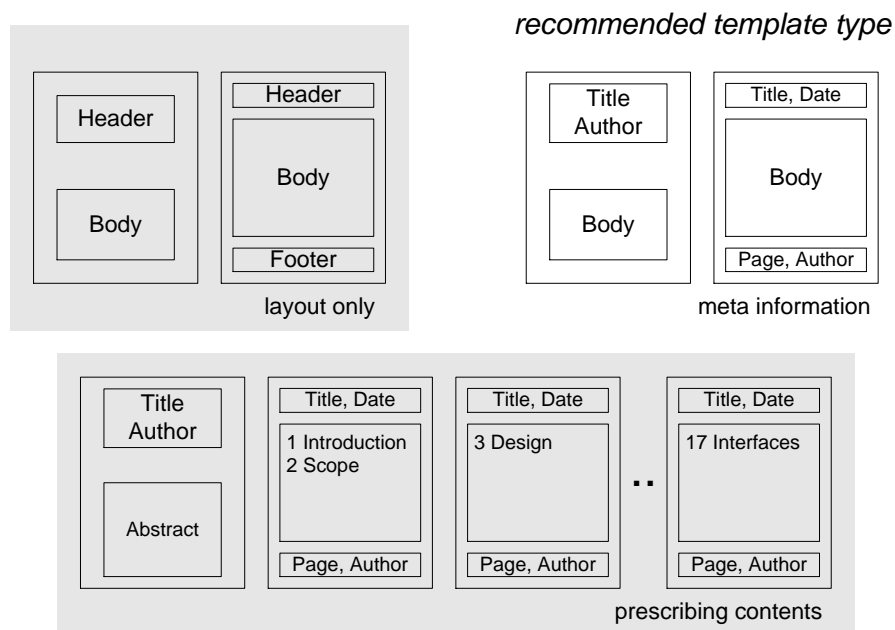 recommended template type
Header
Body
Header
Body
Footer
layout only
Title
Author
Body
Title, Date
Body
Page, Author
meta information
Title
Author
Abstract
Title, Date
1 Introduction
2 Scope
Page, Author
Title, Date
3 Design
Page, Author
..
Title, Date
17 Interfaces
Page, Author
prescribing contents